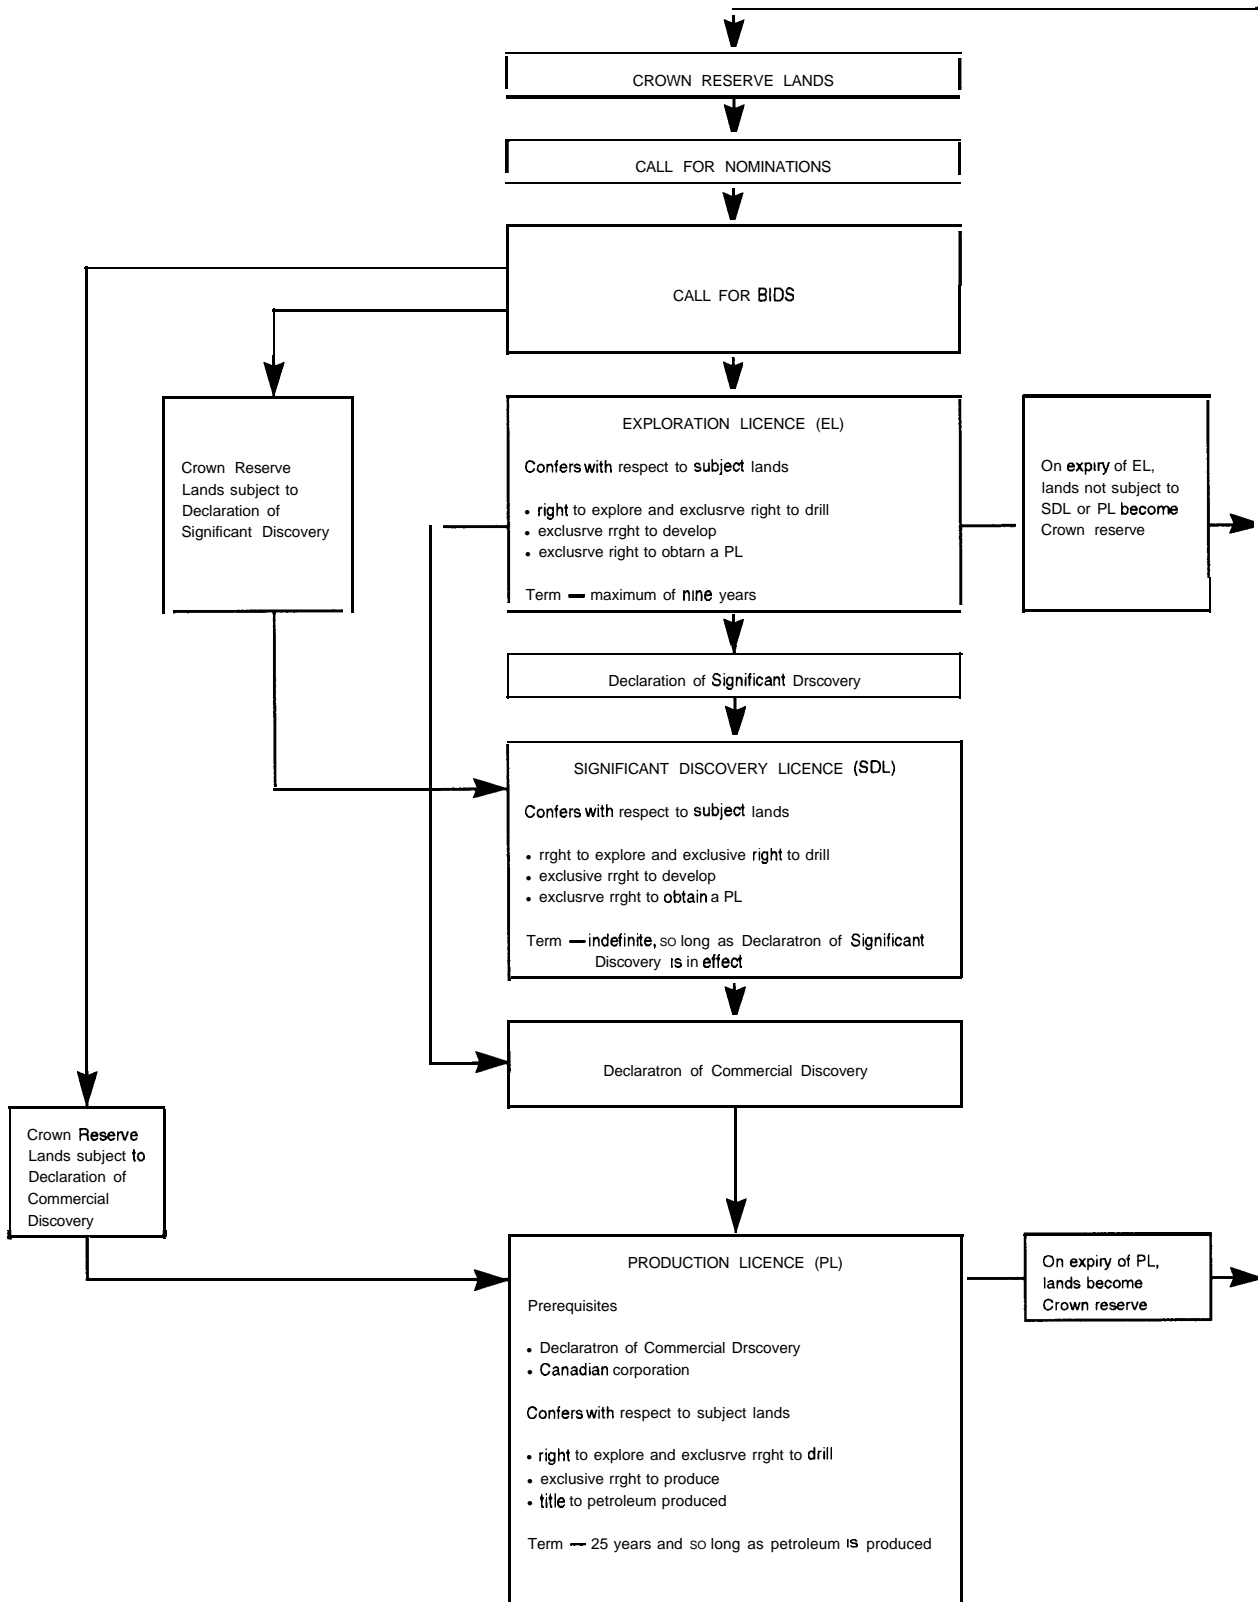 CROWN RESERVE LANDS
CALL FOR NOMINATIONS
CALL FOR BIDS
Crown Reserve
Lands subject to
Declaration of
Significant Discovery
EXPLORATION LICENCE (EL)
Confers with respect to subject lands
• right to explore and exclusrve right to drill
• exclusrve rrght to develop
• exclusrve right to obtarn a PL
Term — maximum of nine years
On expiry of EL,
lands not subject to
SDL or PL become
Crown reserve
Declaration of Significant Drscovery
SIGNIFICANT DISCOVERY LICENCE (SDL)
Confers with respect to subject lands
• rrght to explore and exclusive right to drill
• exclusive rrght to develop
• exclusrve rrght to obtain a PL
Term — indefinite, so long as Declaratron of Significant
Discovery is in effect
Declaratron of Commercial Discovery
Crown Reserve
Lands subject to
Declaration of
Commercial
Discovery
PRODUCTION LICENCE (PL)
Prerequisites
• Declaratron of Commercial Drscovery
• Canadian corporation
Confers with respect to subject lands
• right to explore and exclusrve rrght to drill
• exclusive rrght to produce
• title to petroleum produced
Term — 25 years and so long as petroleum is produced
On expiry of PL,
lands become
Crown reserve